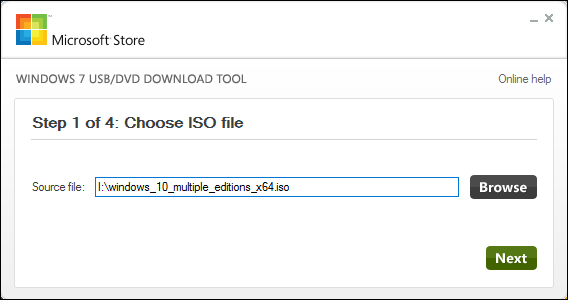 Microsoft Store
WINDOWS 7 USB/DVD DOWNLOAD TOOL
Online help
Step 1 of 4: Choose ISO file
Source file:
I:\windows_10_multiple_editions_x64.iso
Browse
Next